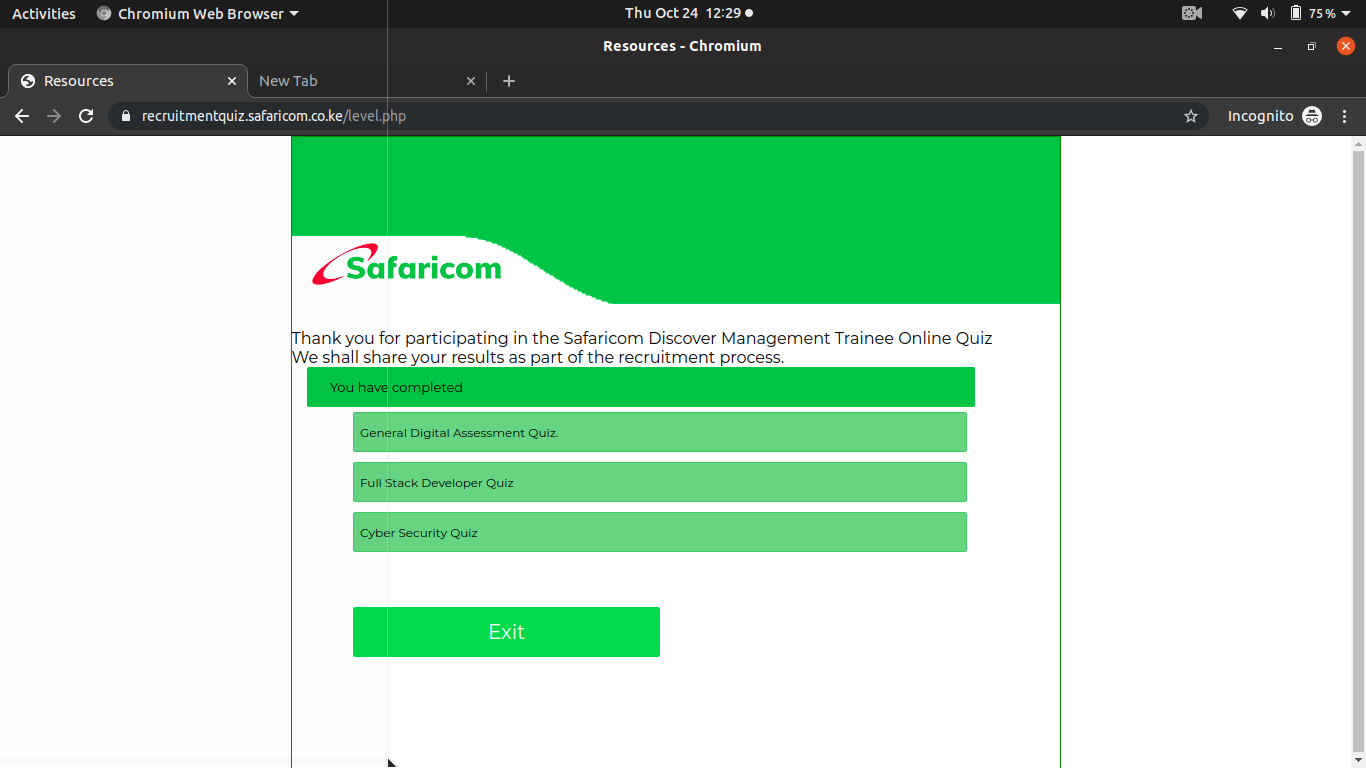 Activities Chromium Web Browser Thu Oct 24 12:29 75%
Resources - Chromium
Resources New Tab
recruitmentquiz.safaricom.co.ke/level.php Incognito
Safaricom
Thank you for participating in the Safaricom Discover Management Trainee Online Quiz
We shall share your results as part of the recruitment process.
You have completed
General Digital Assessment Quiz.
Full Stack Developer Quiz
Cyber Security Quiz
Exit